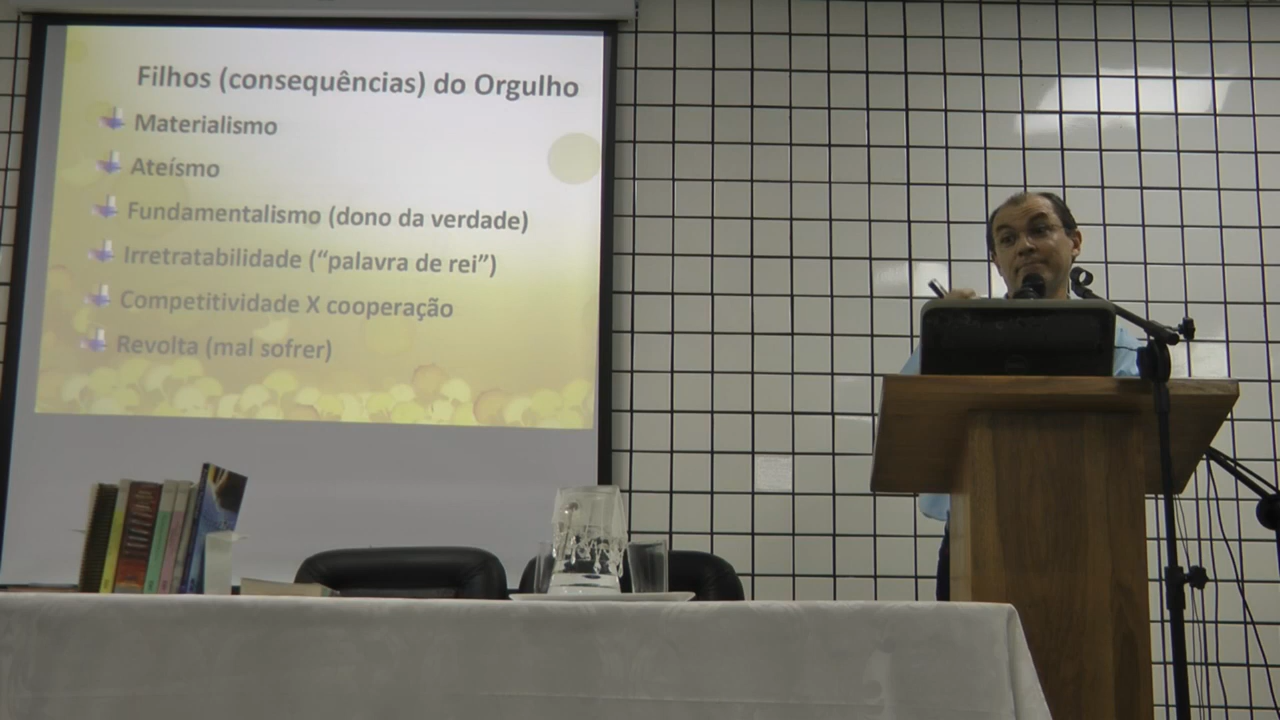 Filhos (consequências) do Orgulho
Materialismo
Ateísmo
Fundamentalismo (dono da verdade)
Irretratabilidade (“palavra de rei”)
Competitividade X cooperação
Revolta (mal sofrer)